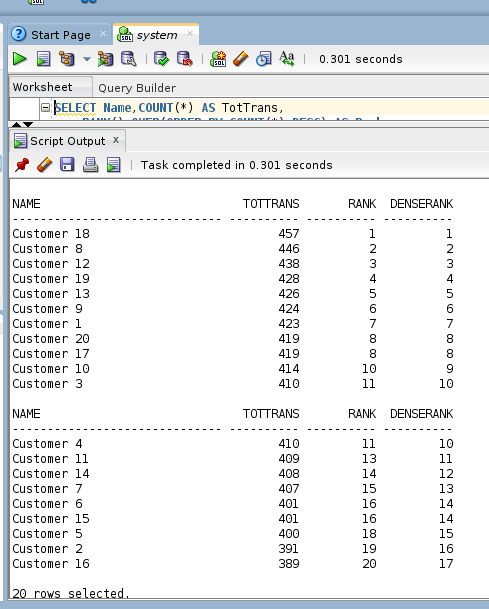 Start Page
system
0.301 seconds
Worksheet Query Builder
SELECT Name,COUNT(*) AS TotTrans,
Script Output
Task completed in 0.301 seconds
NAME TOTTRANS RANK DENSERANK
------------------------------ ---------- ---------- ----------
Customer 18 457 1 1
Customer 8 446 2 2
Customer 12 438 3 3
Customer 19 428 4 4
Customer 13 426 5 5
Customer 9 424 6 6
Customer 1 423 7 7
Customer 20 419 8 8
Customer 17 419 8 8
Customer 10 414 10 9
Customer 3 410 11 10
NAME TOTTRANS RANK DENSERANK
------------------------------ ---------- ---------- ----------
Customer 4 410 11 10
Customer 11 409 13 11
Customer 14 408 14 12
Customer 7 407 15 13
Customer 6 401 16 14
Customer 15 401 16 14
Customer 5 400 18 15
Customer 2 391 19 16
Customer 16 389 20 17
20 rows selected.